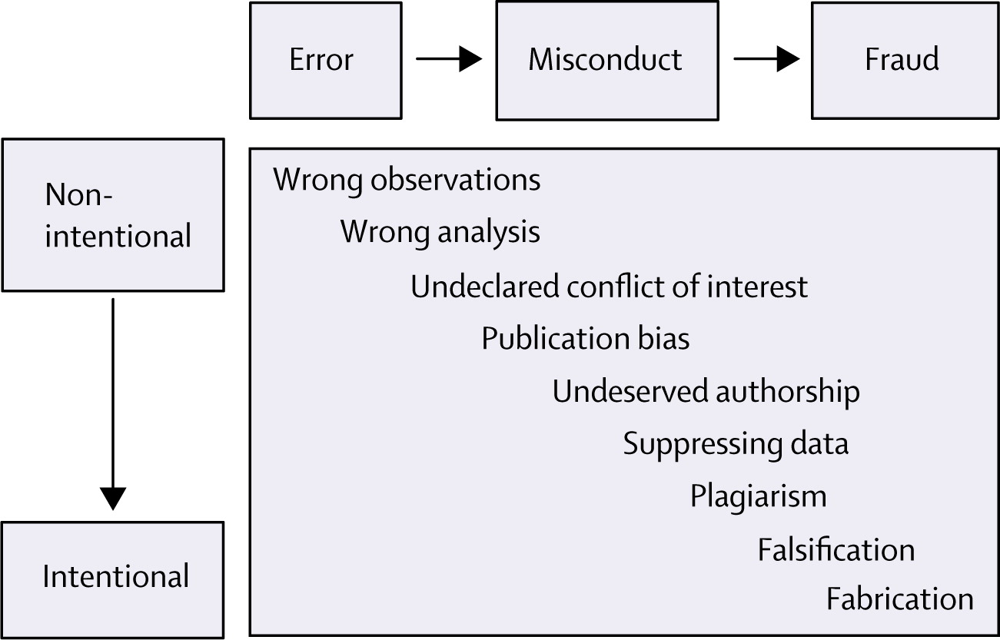 Error
Misconduct
Fraud
Non-
intentional
Intentional
Wrong observations
Wrong analysis
Undeclared conflict of interest
Publication bias
Undeserved authorship
Suppressing data
Plagiarism
Falsification
Fabrication